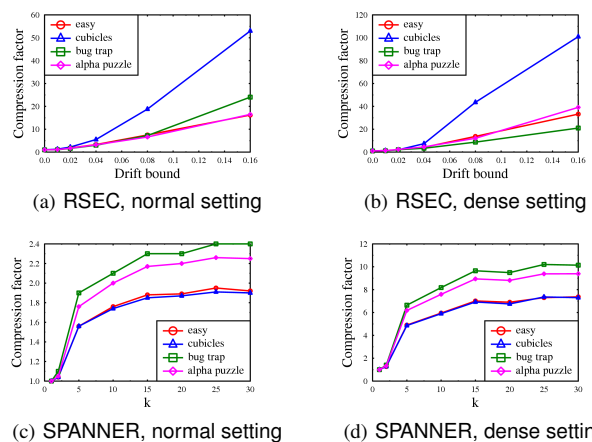 60
50
40
30
20
10
0
Compression factor
easy
cubicles
bug trap
alpha puzzle
0.0 0.02 0.04 0.06 0.08 0.1 0.12 0.14 0.16
Drift bound
(a) RSEC, normal setting
120
100
80
60
40
20
0
Compression factor
easy
cubicles
bug trap
alpha puzzle
0.0 0.02 0.04 0.06 0.08 0.1 0.12 0.14 0.16
Drift bound
(b) RSEC, dense setting
2.4
2.2
2.0
1.8
1.6
1.4
1.2
1.0
Compression factor
easy
cubicles
bug trap
alpha puzzle
0 5 10 15 20 25 30
k
(c) SPANNER, normal setting
12
10
8
6
4
2
0
Compression factor
easy
cubicles
bug trap
alpha puzzle
0 5 10 15 20 25 30
k
(d) SPANNER, dense settin